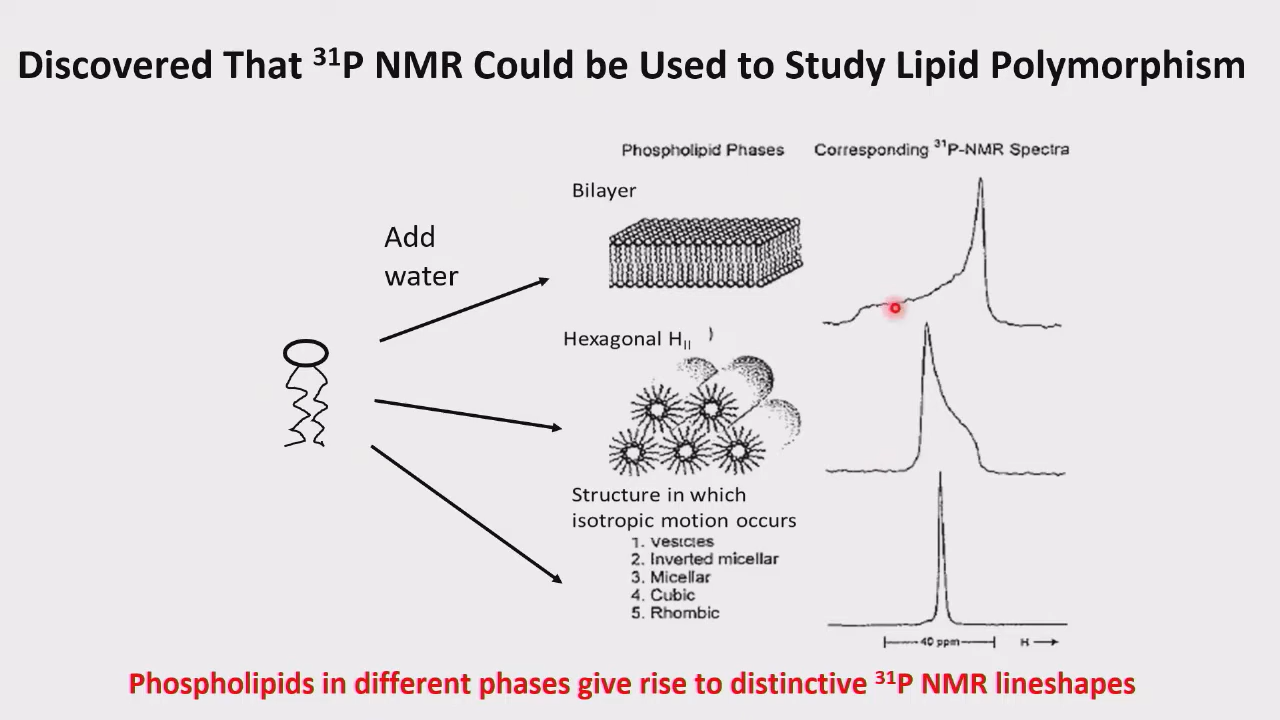 Discovered That ³¹P NMR Could be Used to Study Lipid Polymorphism
Phospholipid Phases
Corresponding ³¹P-NMR Spectra
Bilayer
Add
water
Hexagonal H_II )
Structure in which
isotropic motion occurs
1. Vesicles
2. Inverted micellar
3. Micellar
4. Cubic
5. Rhombic
40 ppm
H →
Phospholipids in different phases give rise to distinctive ³¹P NMR lineshapes